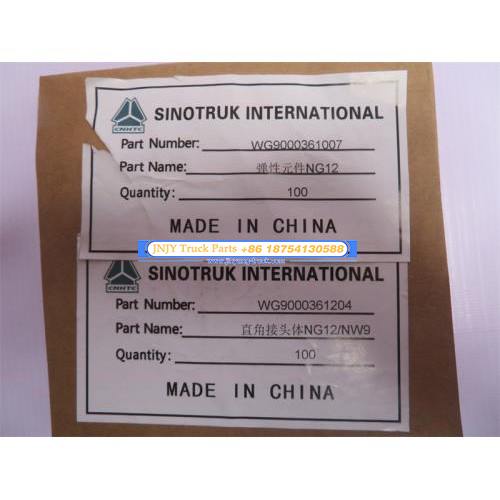 CNHTC
SINOTRUK INTERNATIONAL
Part Number: WG9000361007
Part Name: 弹性元件NG12
Quantity: 100
MADE IN CHINA
JNJY Truck Parts +86 18754130588
CNHTC
SINOTRUK INTERNATIONAL
Part Number: WG9000361204
Part Name: 直角接头体NG12/NW9
Quantity: 100
MADE IN CHINA